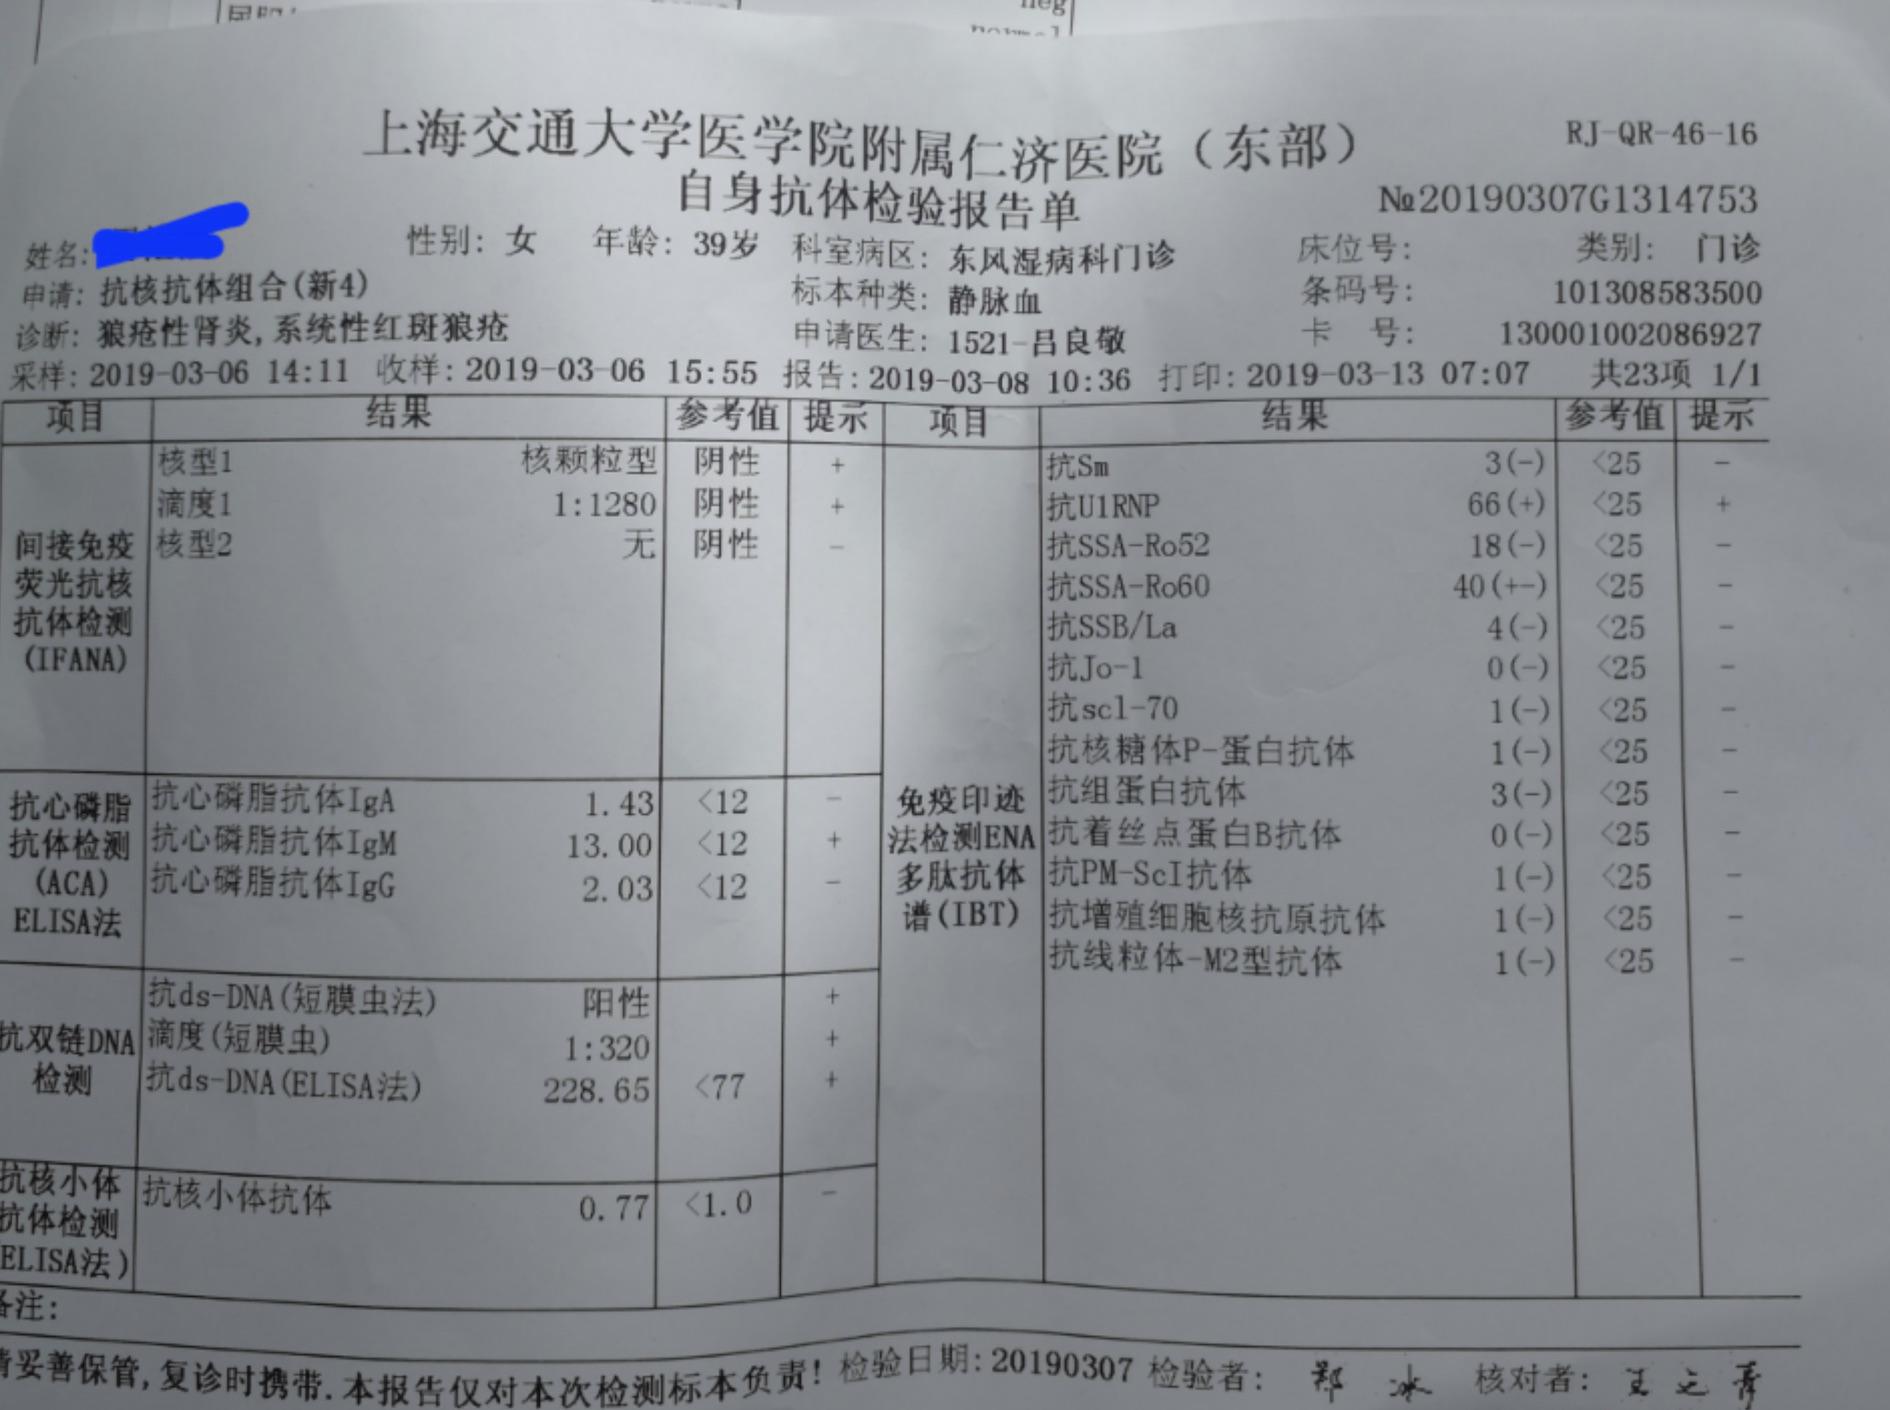 neg
上海交通大学医学院附属仁济医院（东部）
RJ-QR-46-16
自身抗体检验报告单
№20190307G1314753
姓名:
性别: 女 年龄: 39岁 科室病区: 东风湿病科门诊 床位号: 类别: 门诊
申请: 抗核抗体组合(新4) 标本种类: 静脉血 条码号: 101308583500
诊断: 狼疮性肾炎,系统性红斑狼疮 申请医生: 1521-吕良敬 卡 号: 130001002086927
采样: 2019-03-06 14:11 收样: 2019-03-06 15:55 报告: 2019-03-08 10:36 打印: 2019-03-13 07:07 共23项 1/1
项目 结果 参考值 提示 项目 结果 参考值 提示
间接免疫
荧光抗核
抗体检测
(IFANA)
核型1 核颗粒型 阴性 +
滴度1 1:1280 阴性 +
核型2 无 阴性 -
抗心磷脂
抗体检测
(ACA)
ELISA法
抗心磷脂抗体IgA 1.43 <12 -
抗心磷脂抗体IgM 13.00 <12 +
抗心磷脂抗体IgG 2.03 <12 -
抗双链DNA
检测
抗ds-DNA(短膜虫法) 阳性 +
滴度(短膜虫) 1:320 +
抗ds-DNA(ELISA法) 228.65 <77 +
抗核小体
抗体检测
ELISA法)
抗核小体抗体 0.77 <1.0 -
免疫印迹
法检测ENA
多肽抗体
谱(IBT)
抗Sm 3(-) <25 -
抗U1RNP 66(+) <25 +
抗SSA-Ro52 18(-) <25 -
抗SSA-Ro60 40(+-) <25 -
抗SSB/La 4(-) <25 -
抗Jo-1 0(-) <25 -
抗scl-70 1(-) <25 -
抗核糖体P-蛋白抗体 1(-) <25 -
抗组蛋白抗体 3(-) <25 -
抗着丝点蛋白B抗体 0(-) <25 -
抗PM-ScI抗体 1(-) <25 -
抗增殖细胞核抗原抗体 1(-) <25 -
抗线粒体-M2型抗体 1(-) <25 -
备注:
请妥善保管,复诊时携带.本报告仅对本次检测标本负责! 检验日期: 20190307 检验者: 郑 冰 核对者: 王